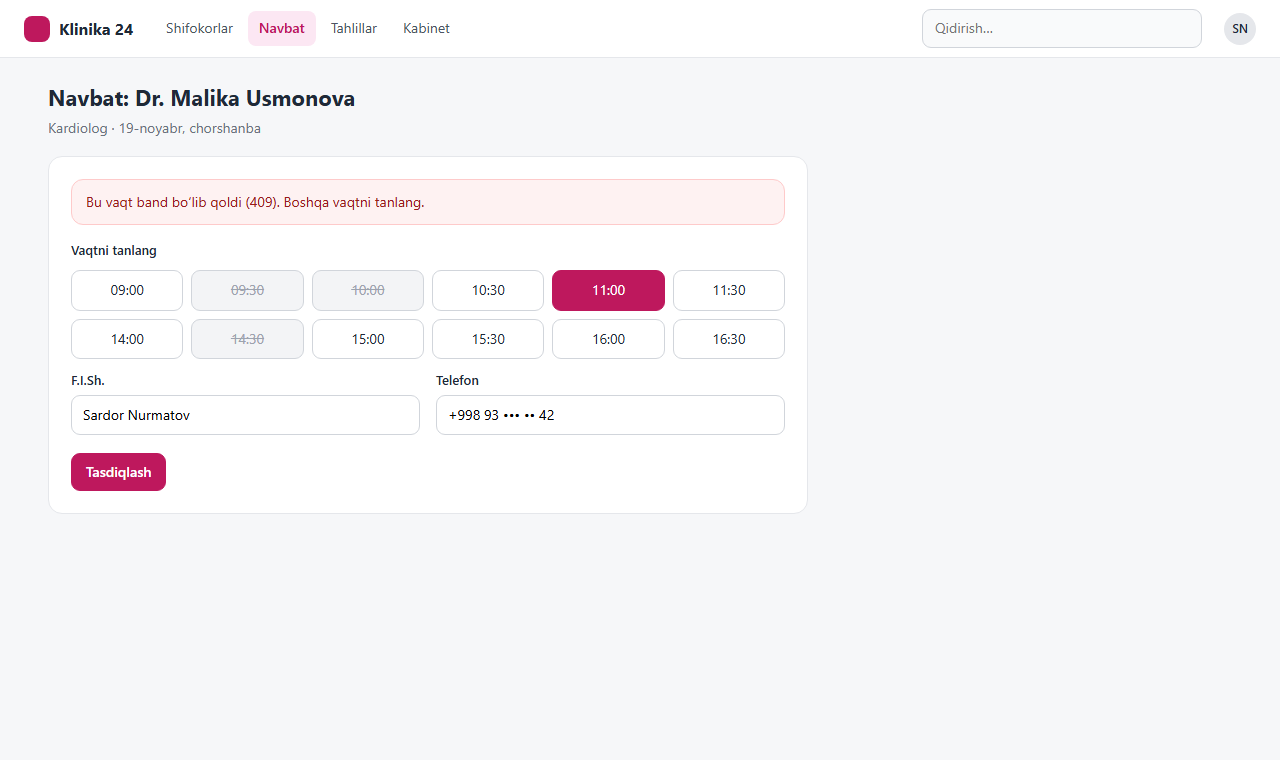 Klinika 24 Shifokorlar Navbat Tahlillar Kabinet Qidirish... SN
Navbat: Dr. Malika Usmonova
Kardiolog · 19-noyabr, chorshanba
Bu vaqt band boʻlib qoldi (409). Boshqa vaqtni tanlang.
Vaqtni tanlang
09:00 09:30 10:00 10:30 11:00 11:30
14:00 14:30 15:00 15:30 16:00 16:30
F.I.Sh. Telefon
Sardor Nurmatov +998 93 ••• •• 42
Tasdiqlash